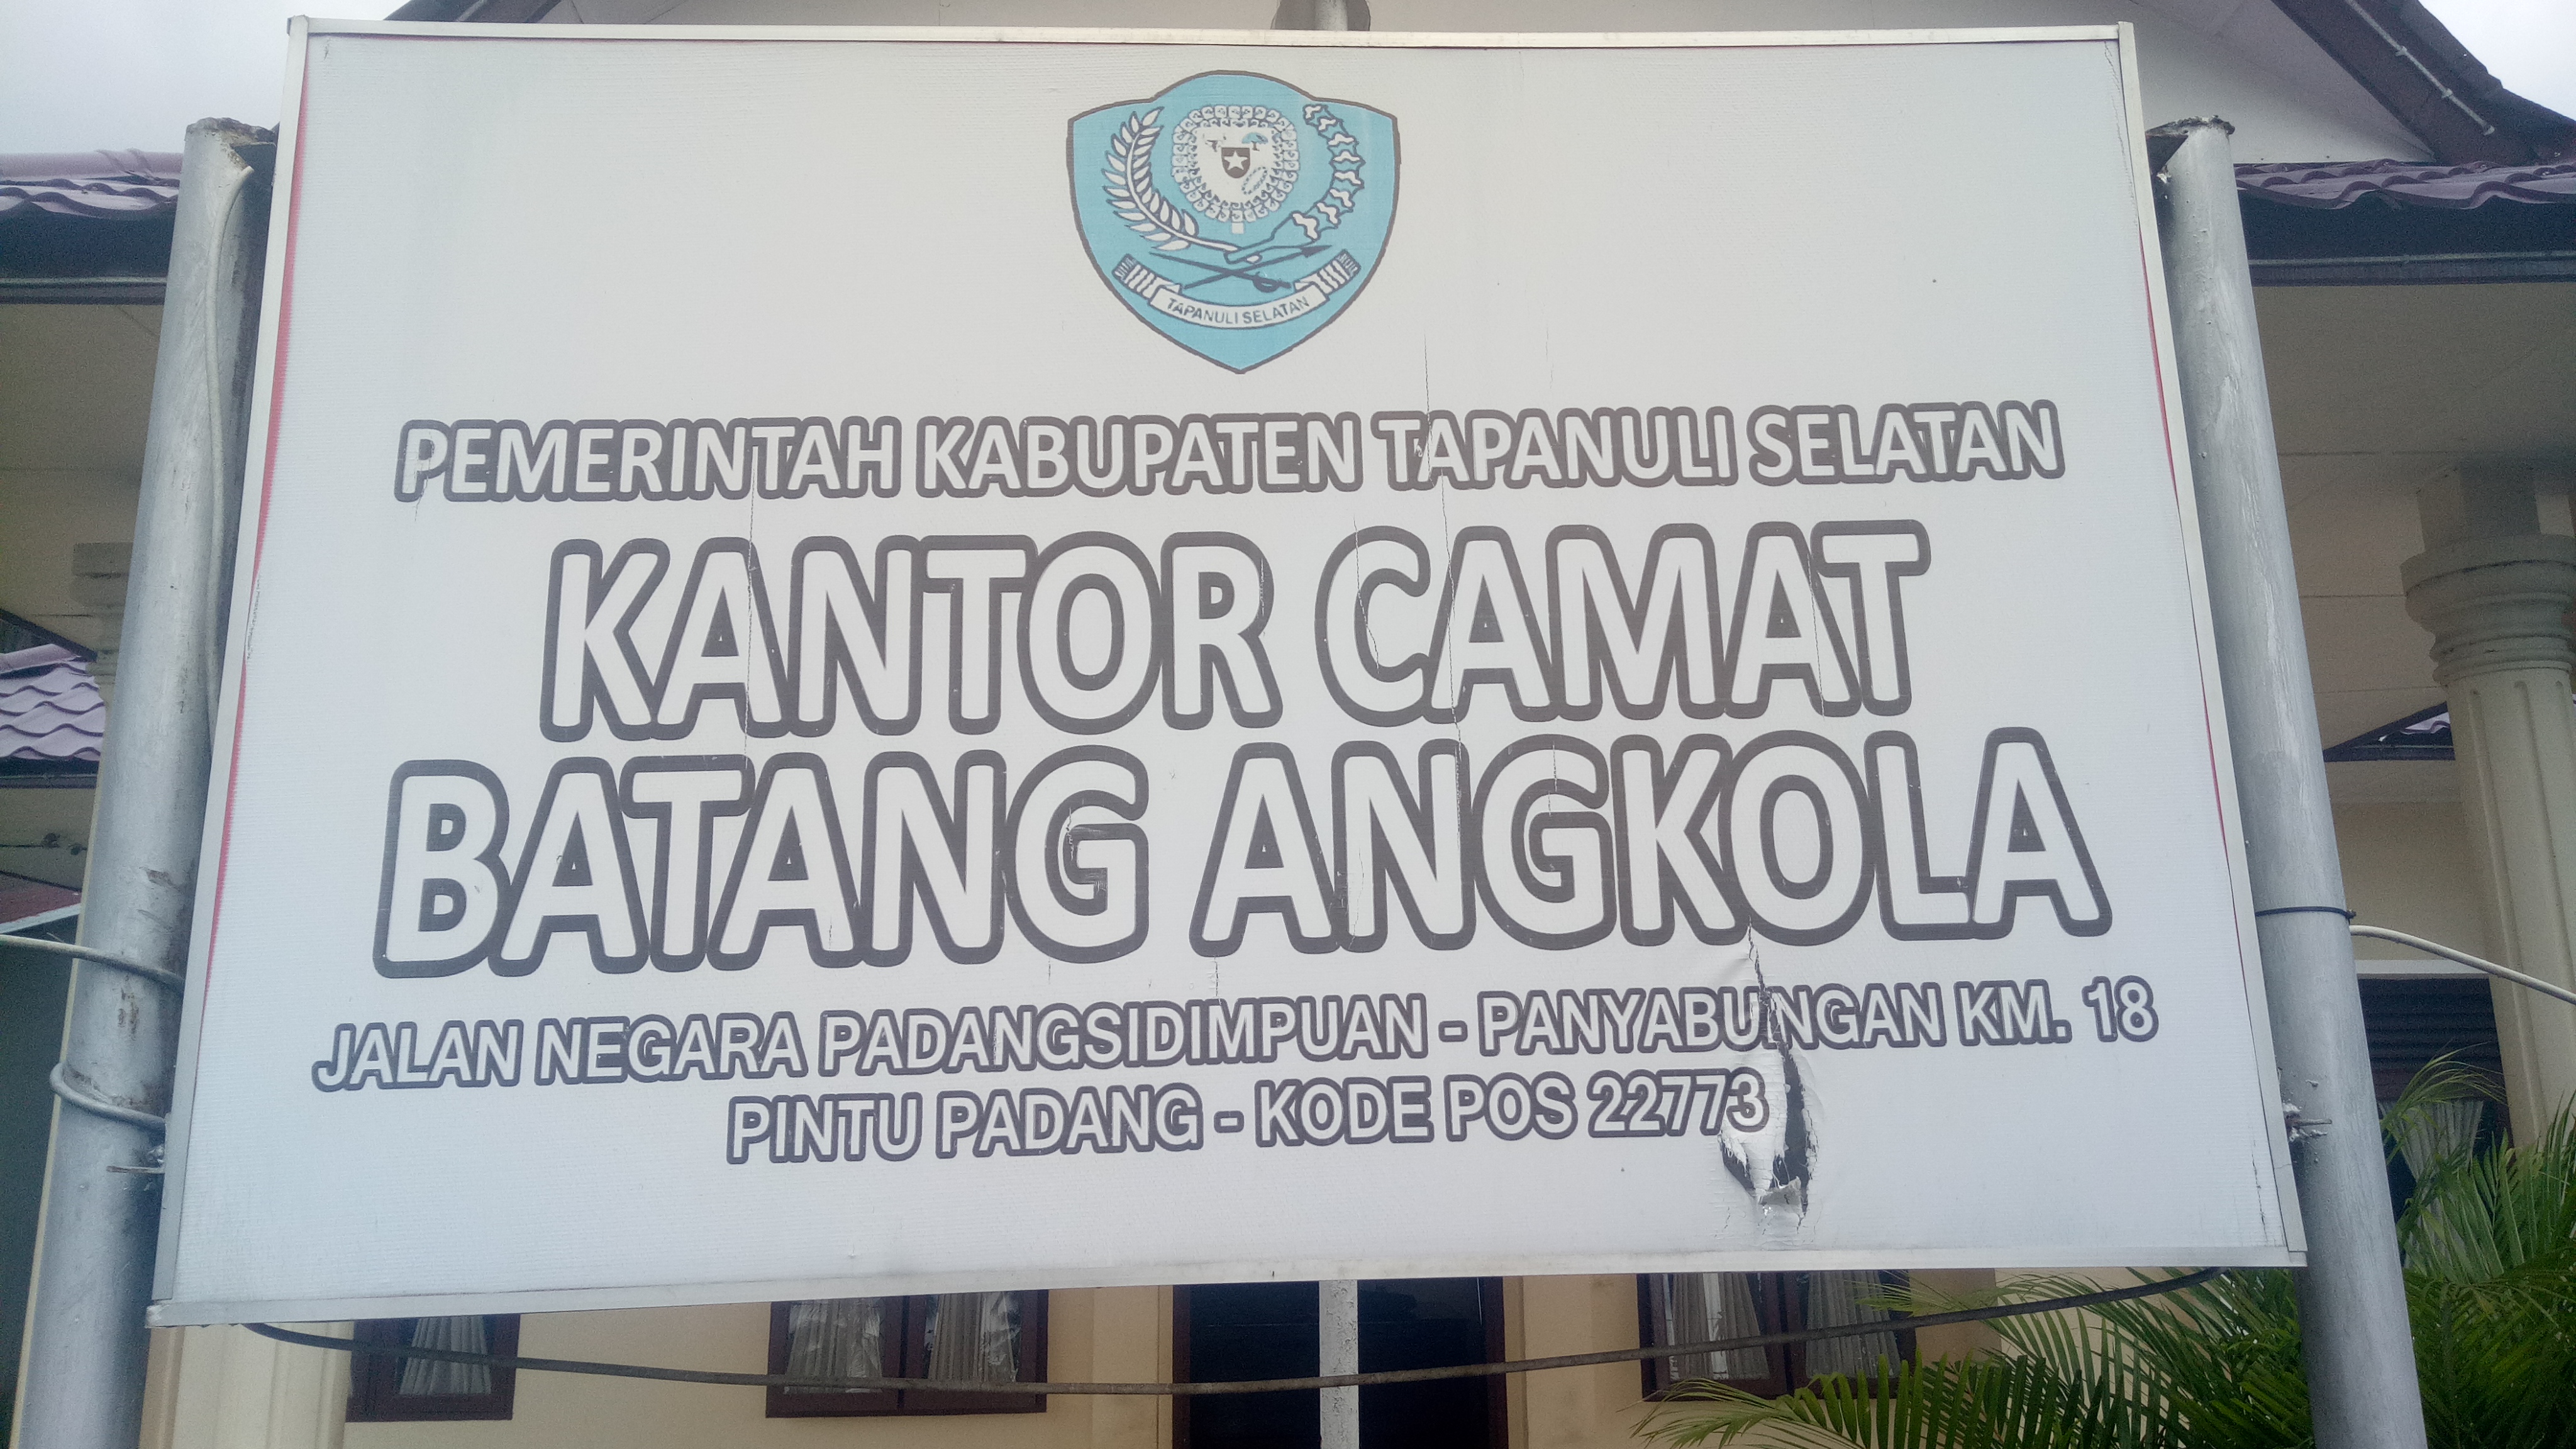 TAPANULI SELATAN
PEMERINTAH KABUPATEN TAPANULI SELATAN
KANTOR CAMAT
BATANG ANGKOLA
JALAN NEGARA PADANGSIDIMPUAN - PANYABUNGAN KM. 18
PINTU PADANG - KODE POS 22773